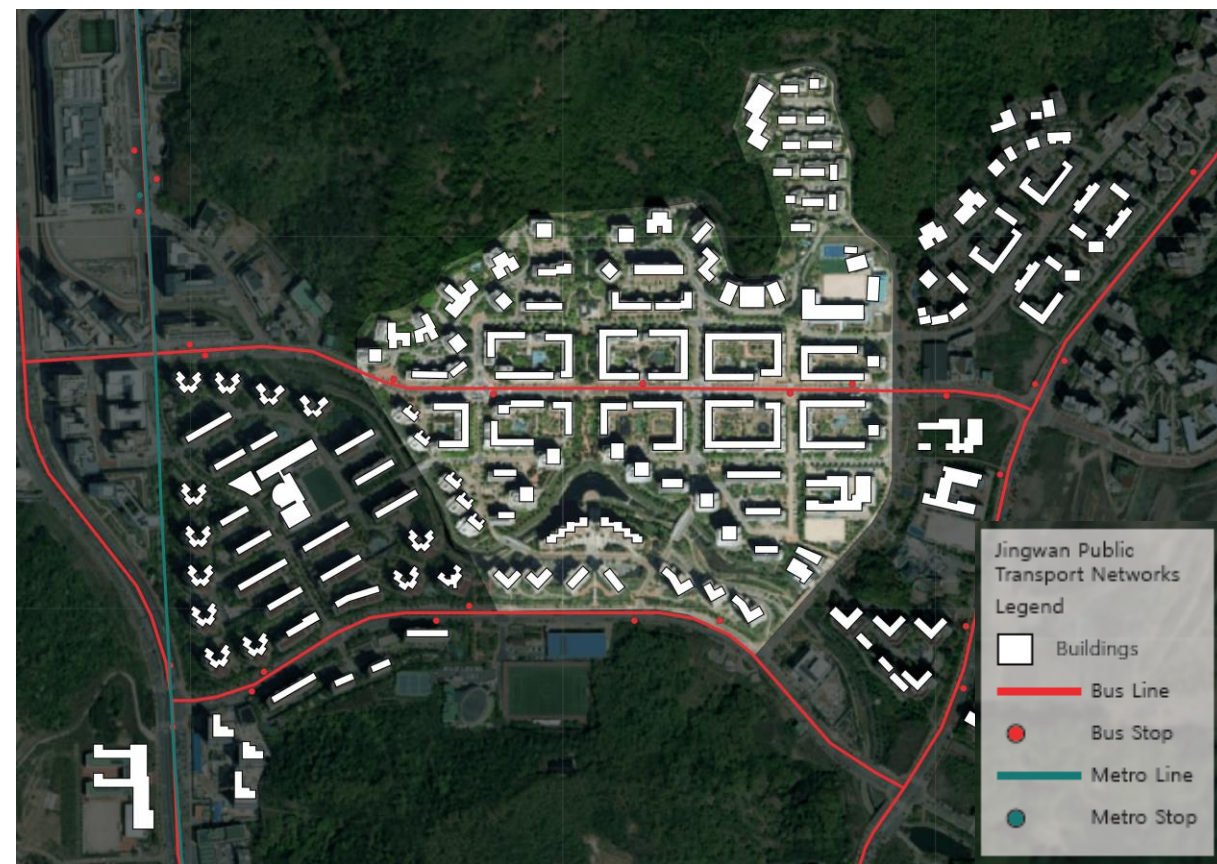 Jingwan Public
Transport Networks
Legend
Buildings
Bus Line
Bus Stop
Metro Line
Metro Stop